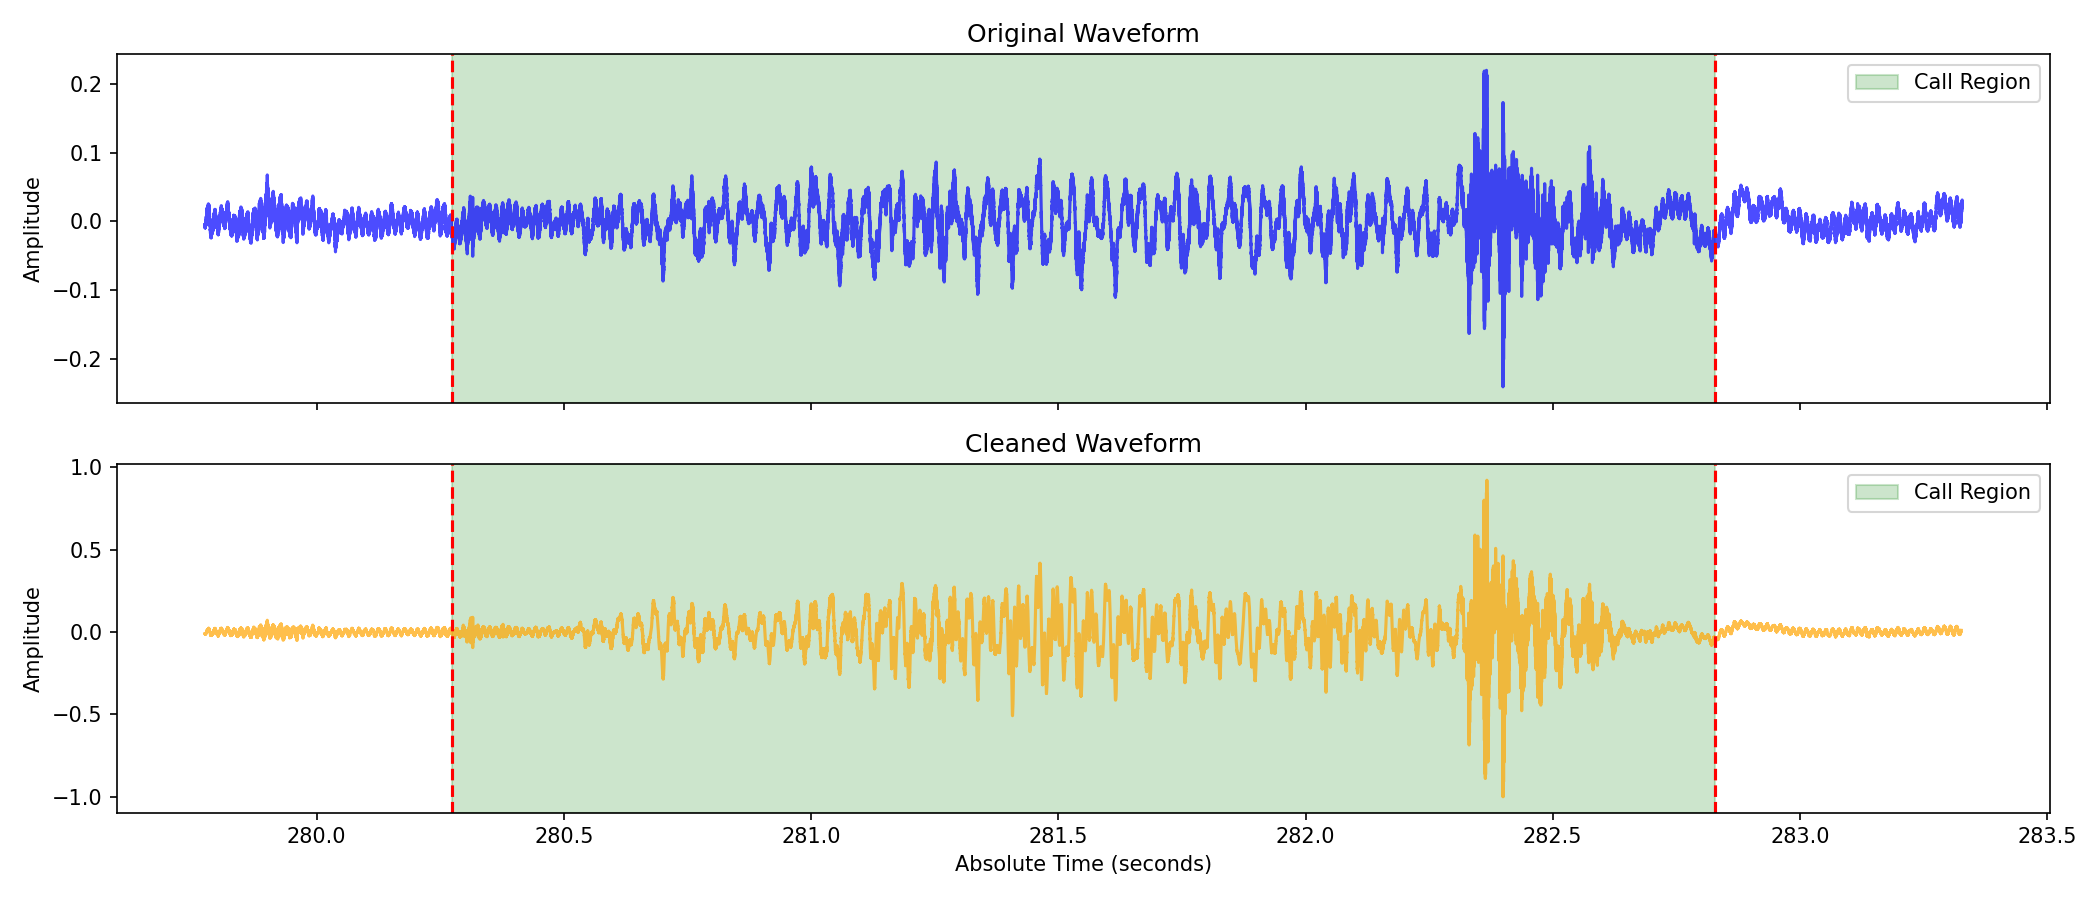 Original Waveform
Amplitude
0.2
0.1
0.0
−0.1
−0.2
Call Region
Cleaned Waveform
Amplitude
1.0
0.5
0.0
−0.5
−1.0
Call Region
280.0 280.5 281.0 281.5 282.0 282.5 283.0 283.5
Absolute Time (seconds)